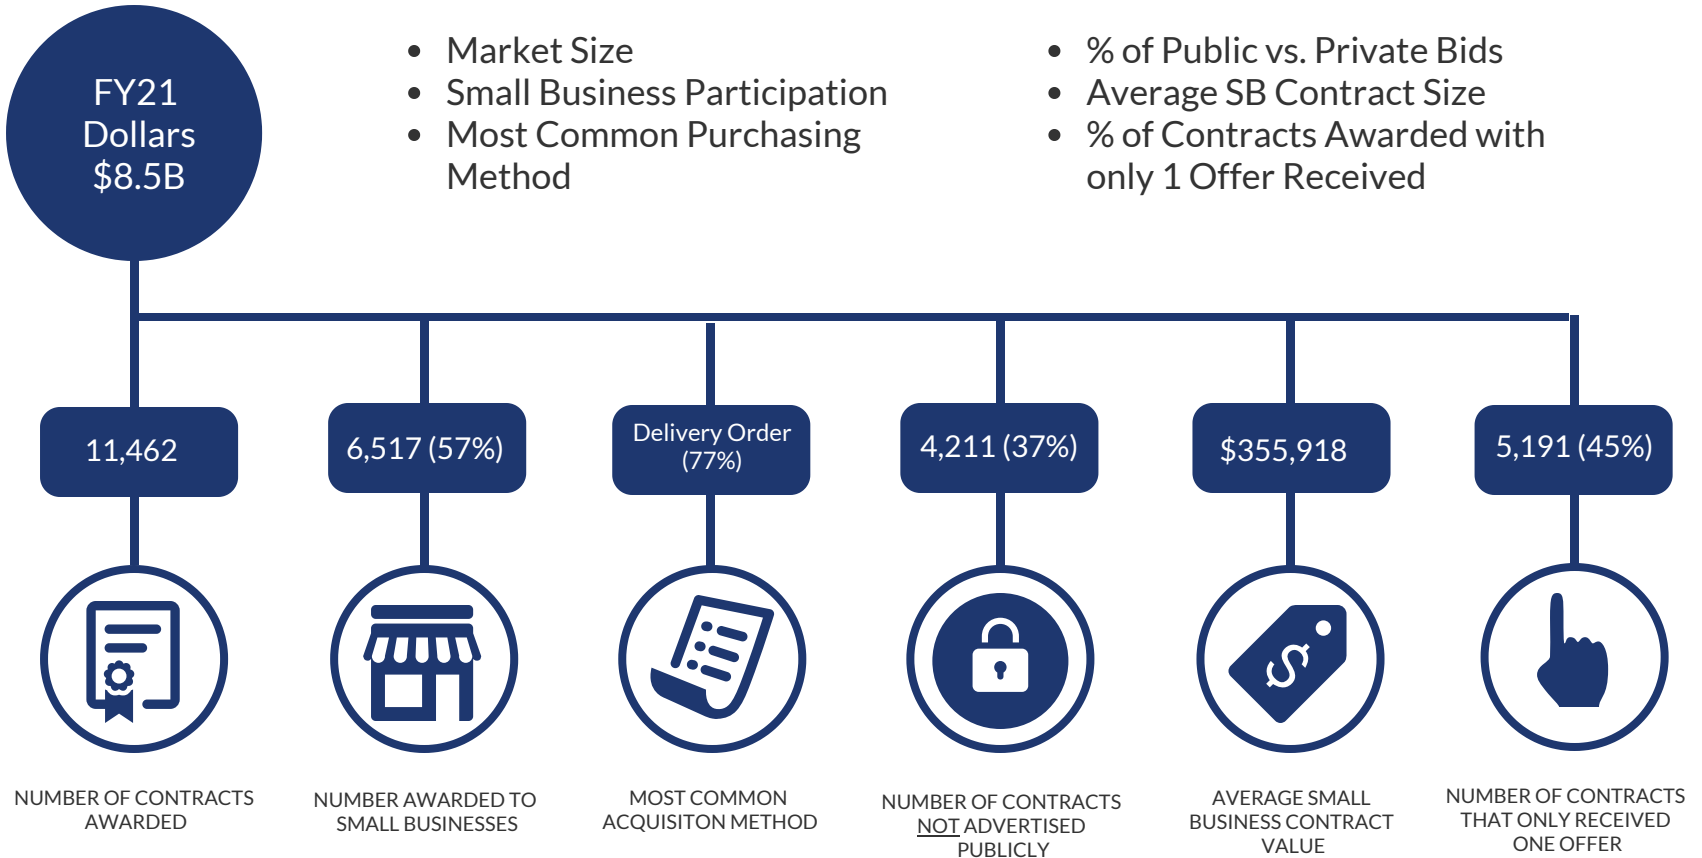 FY21
Dollars
$8.5B
• Market Size
• Small Business Participation
• Most Common Purchasing
Method
• % of Public vs. Private Bids
• Average SB Contract Size
• % of Contracts Awarded with
only 1 Offer Received
11,462
6,517 (57%)
Delivery Order
(77%)
4,211 (37%)
$355,918
5,191 (45%)
$
NUMBER OF CONTRACTS
AWARDED
NUMBER AWARDED TO
SMALL BUSINESSES
MOST COMMON
ACQUISITON METHOD
NUMBER OF CONTRACTS
NOT ADVERTISED
PUBLICLY
AVERAGE SMALL
BUSINESS CONTRACT
VALUE
NUMBER OF CONTRACTS
THAT ONLY RECEIVED
ONE OFFER